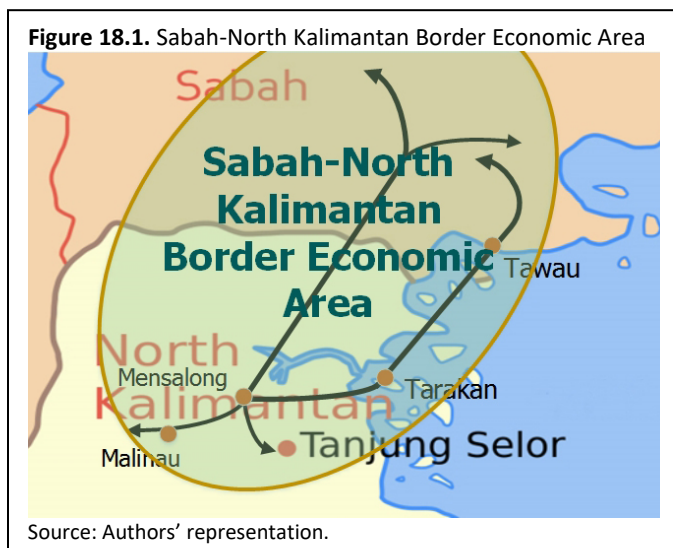 Figure 18.1. Sabah-North Kalimantan Border Economic Area
Sabah
Sabah-North
Kalimantan
Border Economic
Area
Tawau
North
Mensalong
Tarakan
Kalimantan
Malinau
Tanjung Selor
Source: Authors’ representation.